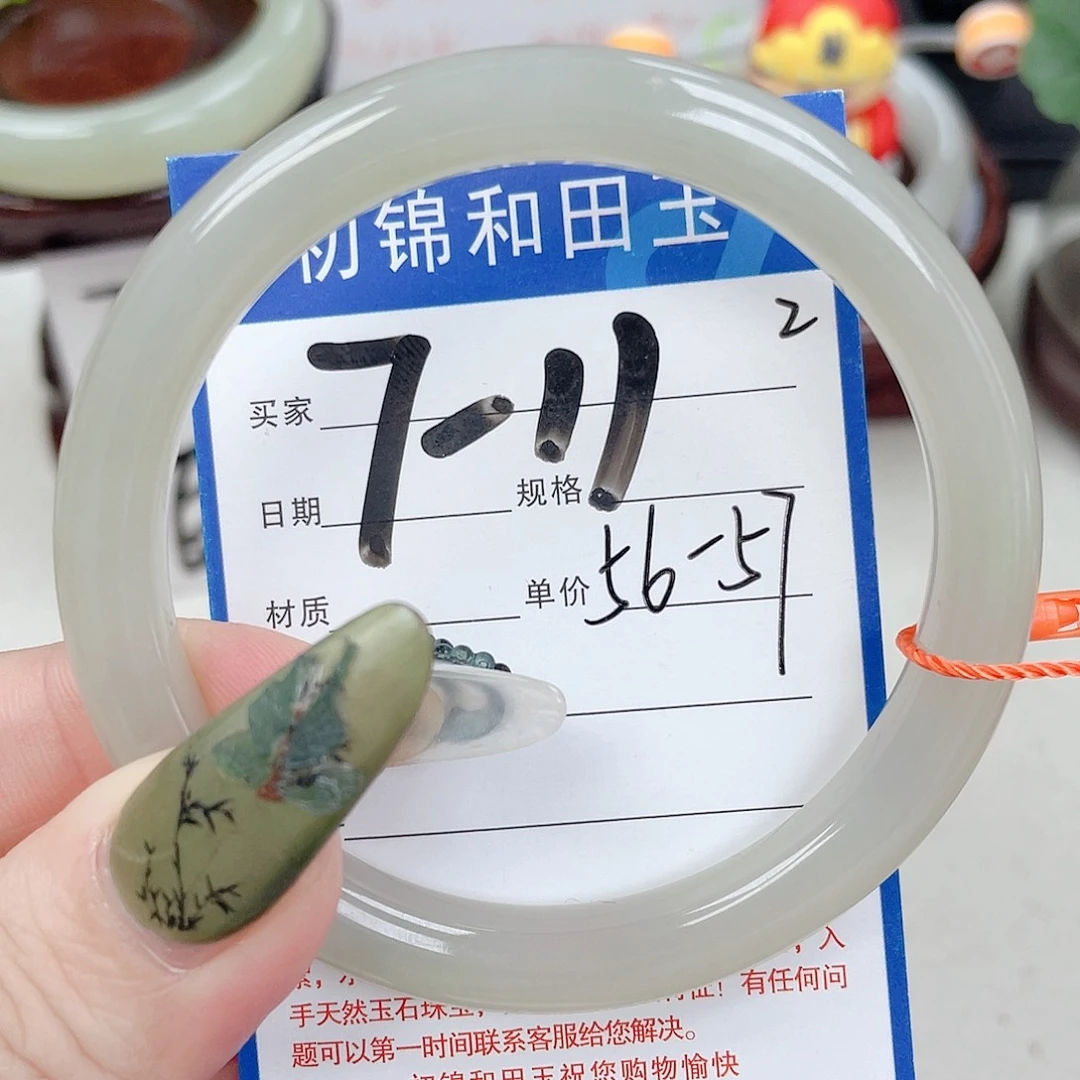 初锦和田玉
2
7-11
买家
日期 规格
56-57
材质 单价
，入
手天然玉石珠宝，
有任何问
题可以第一时间联系客服给您解决。
初锦和田玉祝您购物愉快